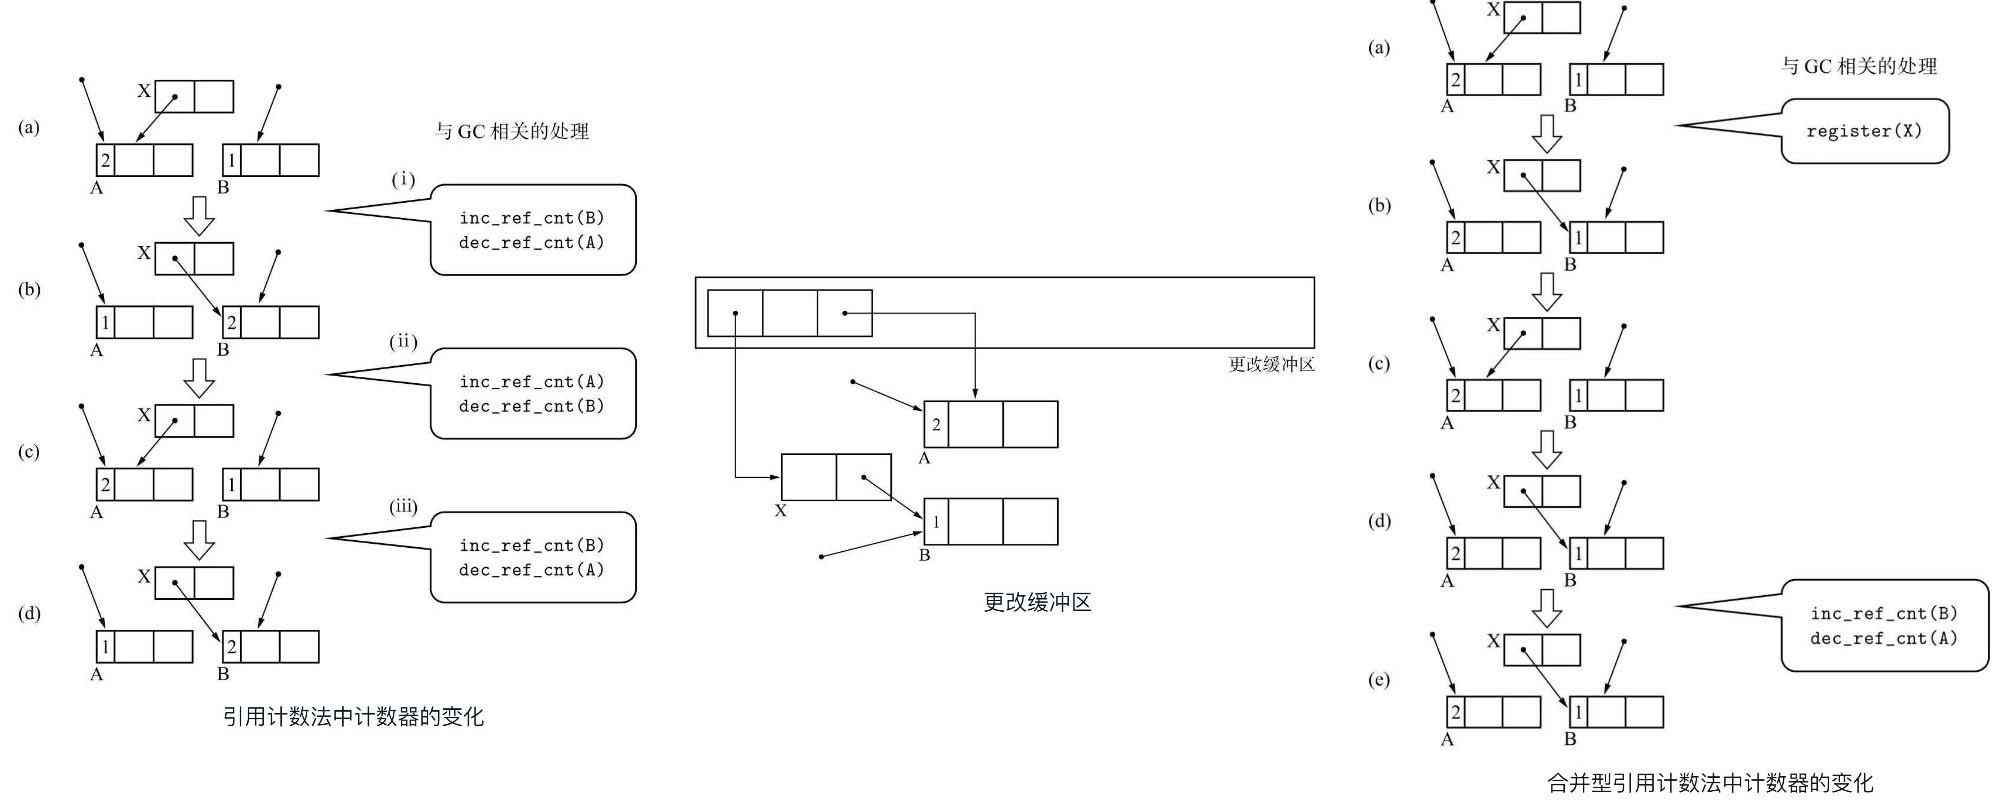 与GC相关的处理
(a)
X
2
1
A
B
(i)
inc_ref_cnt(B)
dec_ref_cnt(A)
(b)
X
1
2
A
B
(ii)
inc_ref_cnt(A)
dec_ref_cnt(B)
(c)
X
2
1
A
B
(iii)
inc_ref_cnt(B)
dec_ref_cnt(A)
(d)
X
1
2
A
B
引用计数法中计数器的变化
更改缓冲区
2
A
X
1
B
更改缓冲区
(a)
X
2
1
A
B
与GC相关的处理
register(X)
(b)
X
2
1
A
B
(c)
X
2
1
A
B
(d)
X
2
1
A
B
inc_ref_cnt(B)
dec_ref_cnt(A)
(e)
X
2
1
A
B
合并型引用计数法中计数器的变化